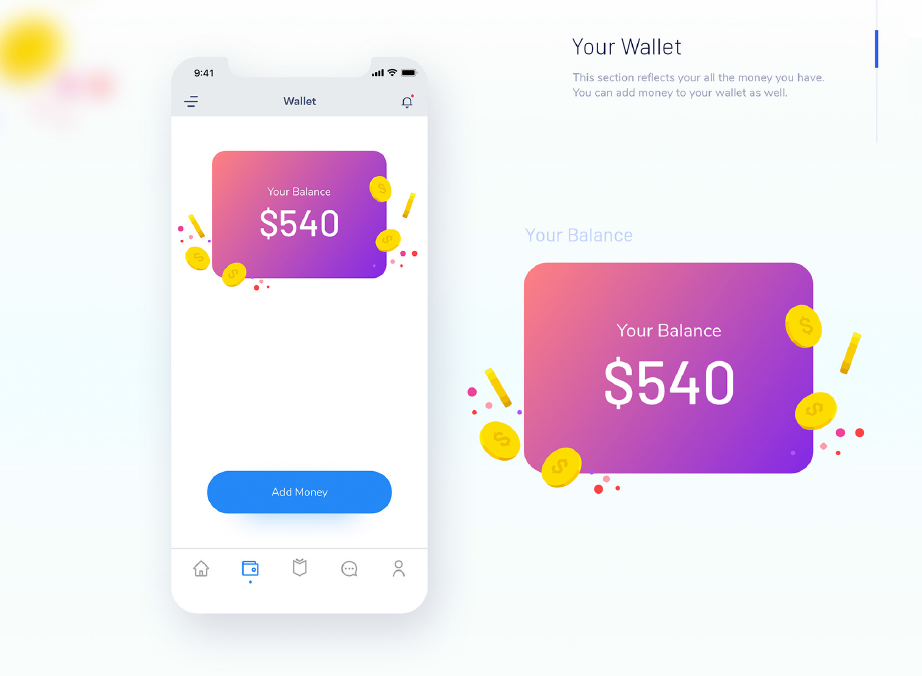 9:41
Wallet
Your Balance
$540
Add Money
Your Wallet
This section reflects your all the money you have.
You can add money to your wallet as well.
Your Balance
Your Balance
$540